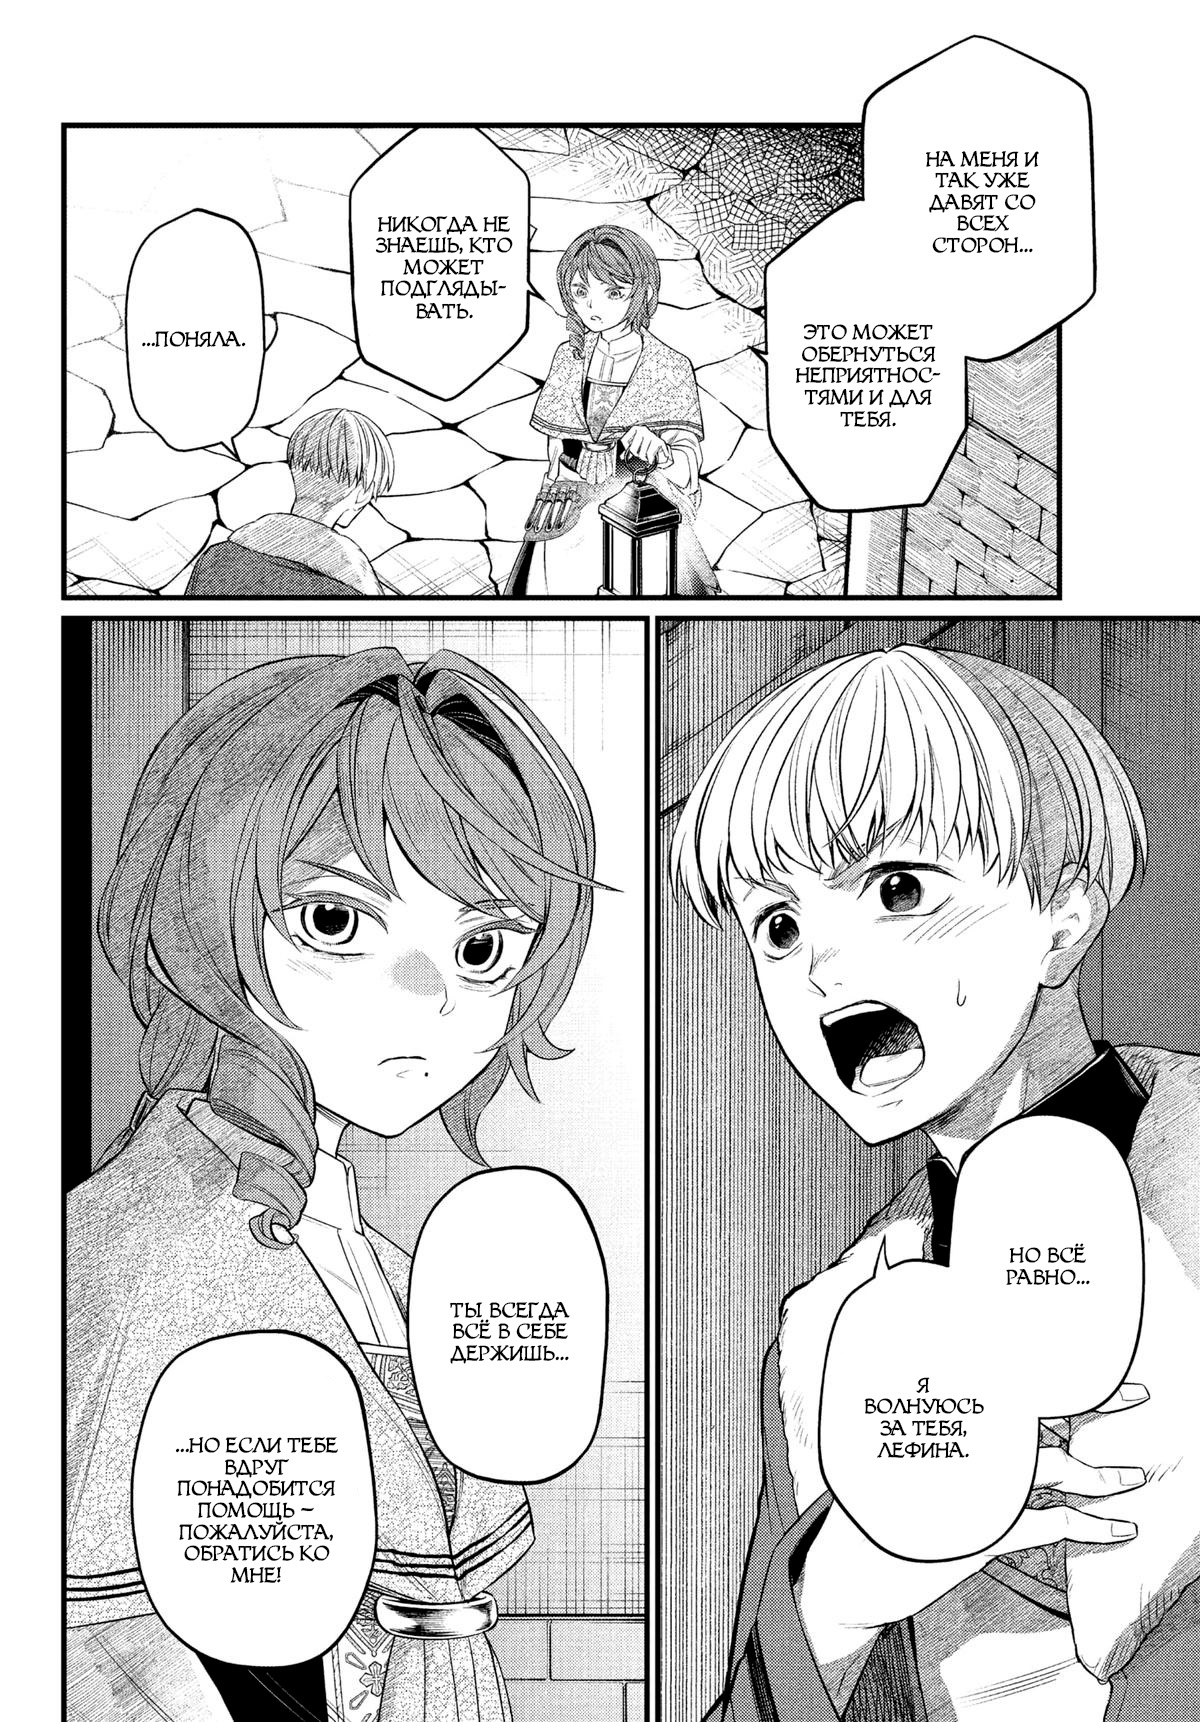 НА МЕНЯ И
ТАК УЖЕ
ДАВЯТ СО
ВСЕХ
СТОРОН...
ЭТО МОЖЕТ
ОБЕРНУТЬСЯ
НЕПРИЯТНОС-
ТЯМИ И ДЛЯ
ТЕБЯ.
НИКОГДА НЕ
ЗНАЕШЬ, КТО
МОЖЕТ
ПОДГЛЯДЫ-
ВАТЬ.
...ПОНЯЛА.
НО ВСЁ
РАВНО...
Я
ВОЛНУЮСЬ
ЗА ТЕБЯ,
ЛЕФИНА.
ТЫ ВСЕГДА
ВСЁ В СЕБЕ
ДЕРЖИШЬ...
...НО ЕСЛИ ТЕБЕ
ВДРУГ
ПОНАДОБИТСЯ
ПОМОЩЬ –
ПОЖАЛУЙСТА,
ОБРАТИСЬ КО
МНЕ!